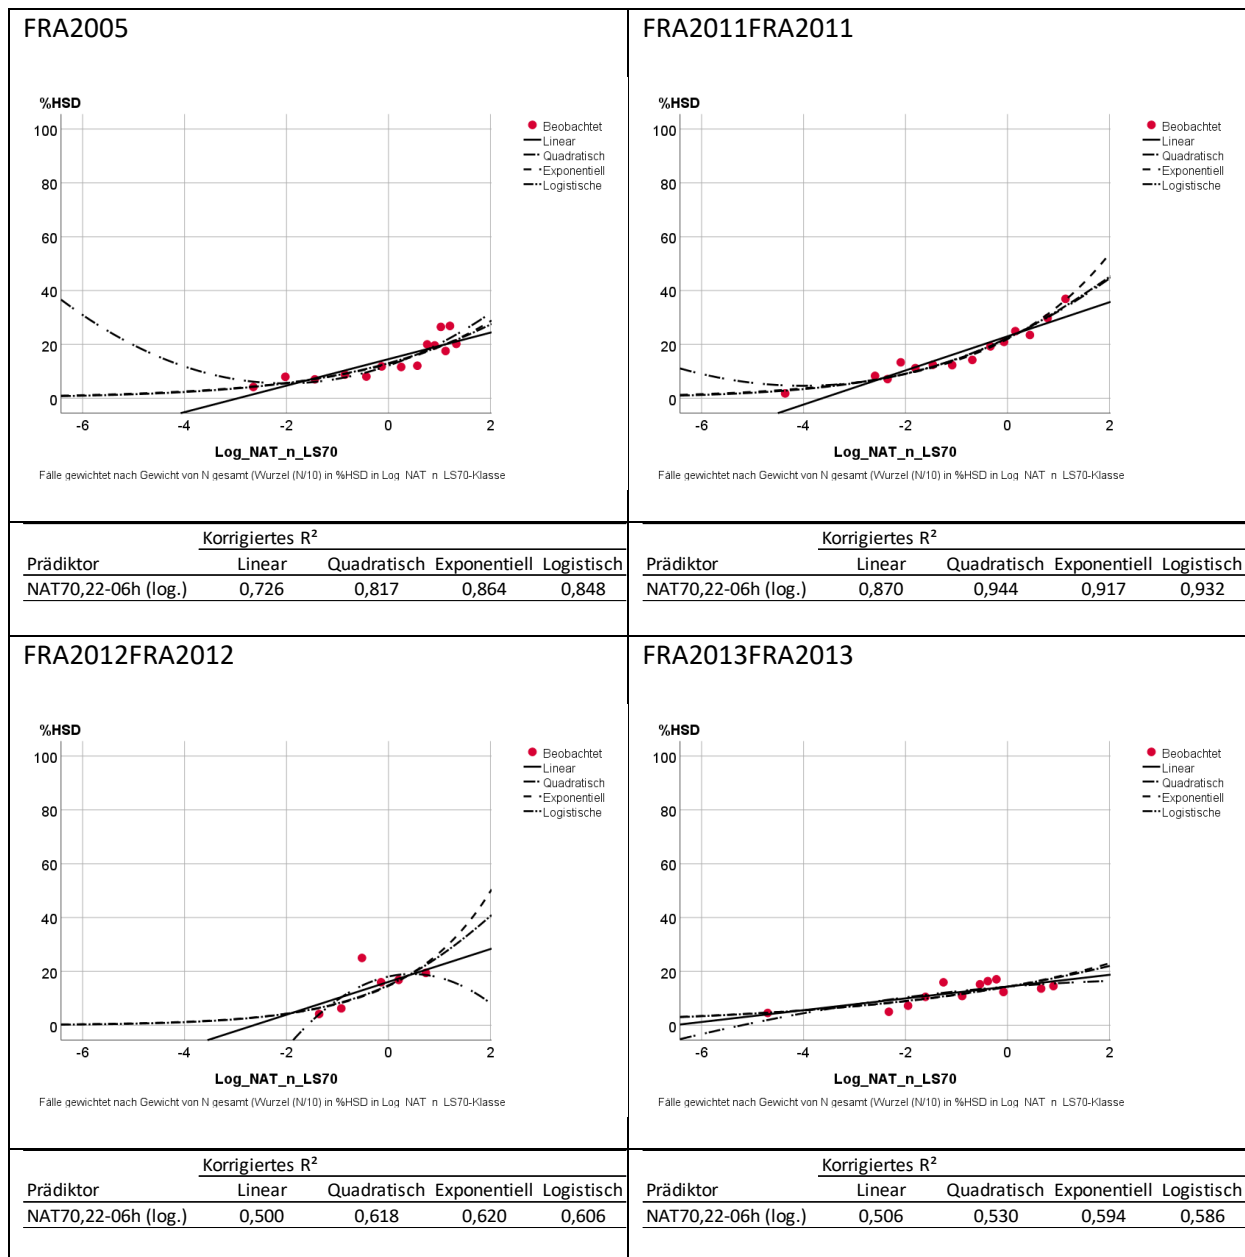 FRA2005
%HSD
100
80
60
40
20
0
-6 -4 -2 0 2
Log_NAT_n_LS70
Beobachtet
Linear
Quadratisch
Exponentiell
Logistische
Fälle gewichtet nach Gewicht von N gesamt (Wurzel (N/10) in %HSD in Log_NAT_n_LS70-Klasse
Korrigiertes R²
Prädiktor Linear Quadratisch Exponentiell Logistisch
NAT70,22-06h (log.) 0,726 0,817 0,864 0,848
FRA2011FRA2011
%HSD
100
80
60
40
20
0
-6 -4 -2 0 2
Log_NAT_n_LS70
Beobachtet
Linear
Quadratisch
Exponentiell
Logistische
Fälle gewichtet nach Gewicht von N gesamt (Wurzel (N/10) in %HSD in Log_NAT_n_LS70-Klasse
Korrigiertes R²
Prädiktor Linear Quadratisch Exponentiell Logistisch
NAT70,22-06h (log.) 0,870 0,944 0,917 0,932
FRA2012FRA2012
%HSD
100
80
60
40
20
0
-6 -4 -2 0 2
Log_NAT_n_LS70
Beobachtet
Linear
Quadratisch
Exponentiell
Logistische
Fälle gewichtet nach Gewicht von N gesamt (Wurzel (N/10) in %HSD in Log_NAT_n_LS70-Klasse
Korrigiertes R²
Prädiktor Linear Quadratisch Exponentiell Logistisch
NAT70,22-06h (log.) 0,500 0,618 0,620 0,606
FRA2013FRA2013
%HSD
100
80
60
40
20
0
-6 -4 -2 0 2
Log_NAT_n_LS70
Beobachtet
Linear
Quadratisch
Exponentiell
Logistische
Fälle gewichtet nach Gewicht von N gesamt (Wurzel (N/10) in %HSD in Log_NAT_n_LS70-Klasse
Korrigiertes R²
Prädiktor Linear Quadratisch Exponentiell Logistisch
NAT70,22-06h (log.) 0,506 0,530 0,594 0,586